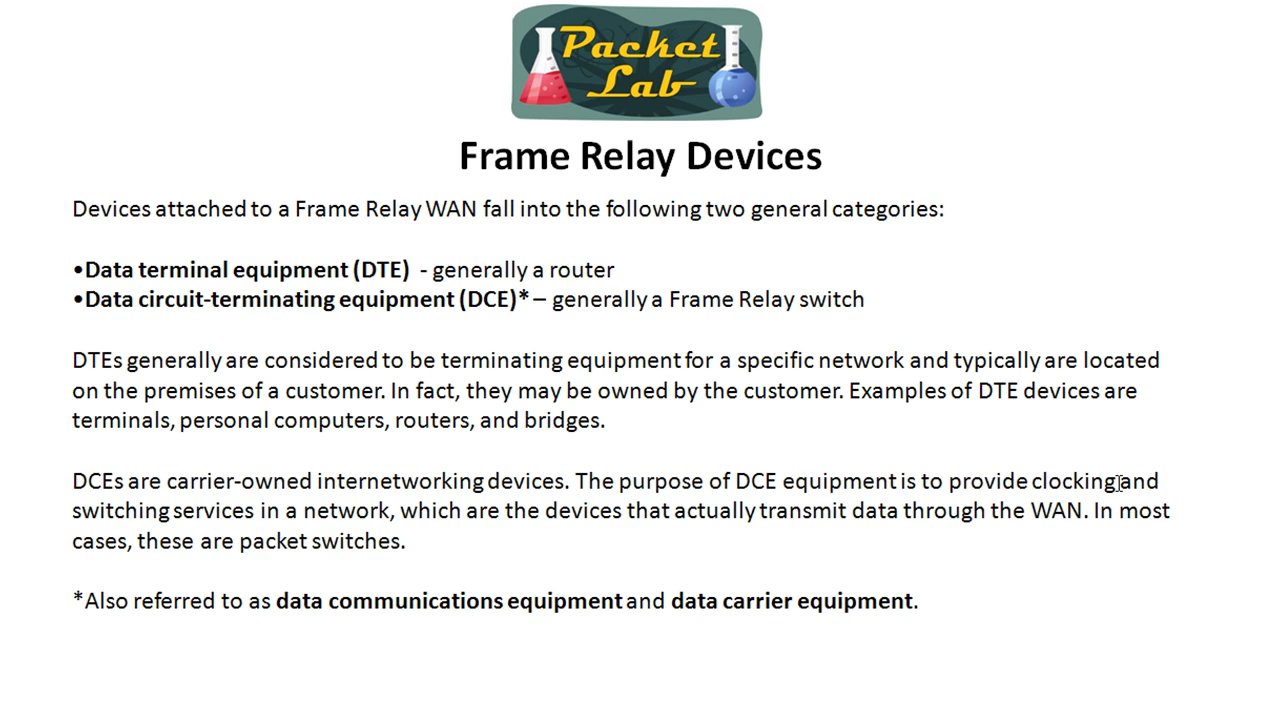 Packet
Lab
Frame Relay Devices
Devices attached to a Frame Relay WAN fall into the following two general categories:
•Data terminal equipment (DTE) - generally a router
•Data circuit-terminating equipment (DCE)* – generally a Frame Relay switch
DTEs generally are considered to be terminating equipment for a specific network and typically are located
on the premises of a customer. In fact, they may be owned by the customer. Examples of DTE devices are
terminals, personal computers, routers, and bridges.
DCEs are carrier-owned internetworking devices. The purpose of DCE equipment is to provide clocking and
switching services in a network, which are the devices that actually transmit data through the WAN. In most
cases, these are packet switches.
*Also referred to as data communications equipment and data carrier equipment.